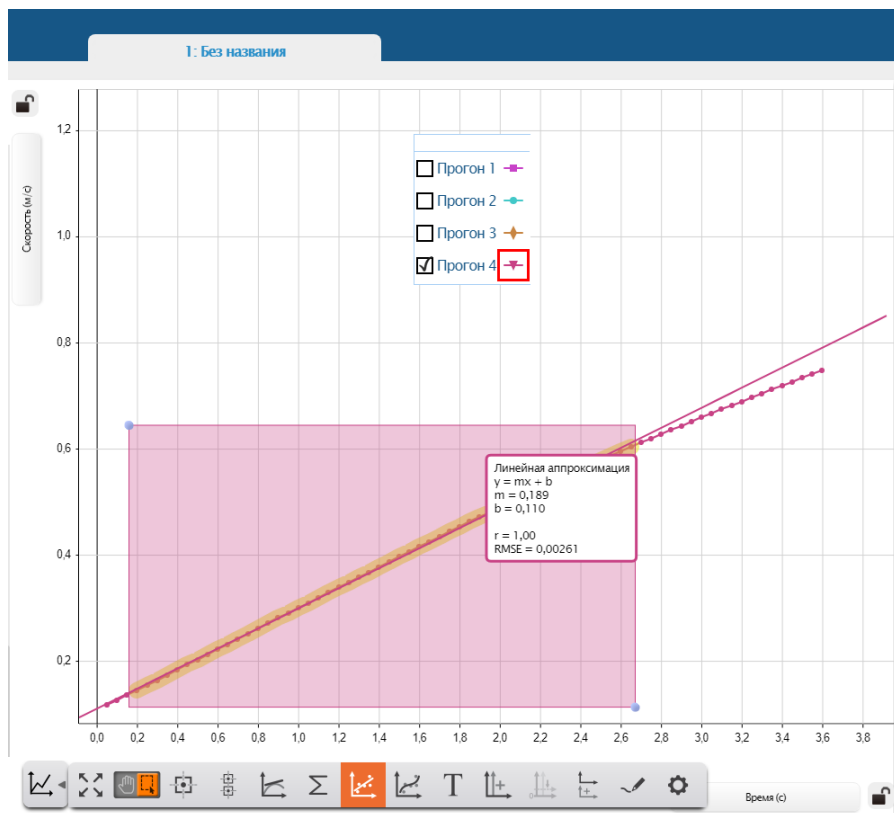 1: Без названия
Скорость (м/с)
1,2
1,0
0,8
0,6
0,4
0,2
Прогон 1
Прогон 2
Прогон 3
Прогон 4
Линейная аппроксимация
y = mx + b
m = 0,189
b = 0,110
r = 1,00
RMSE = 0,00261
0,0 0,2 0,4 0,6 0,8 1,0 1,2 1,4 1,6 1,8 2,0 2,2 2,4 2,6 2,8 3,0 3,2 3,4 3,6 3,8
Σ T
Время (с)